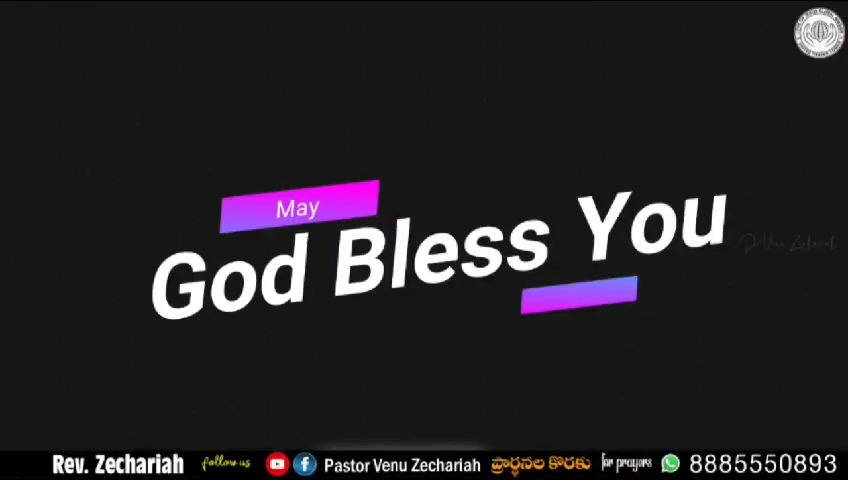 May
God Bless You
Rev. Zechariah follow us Pastor Venu Zechariah ప్రార్థనల కొరకు for prayers 8885550893